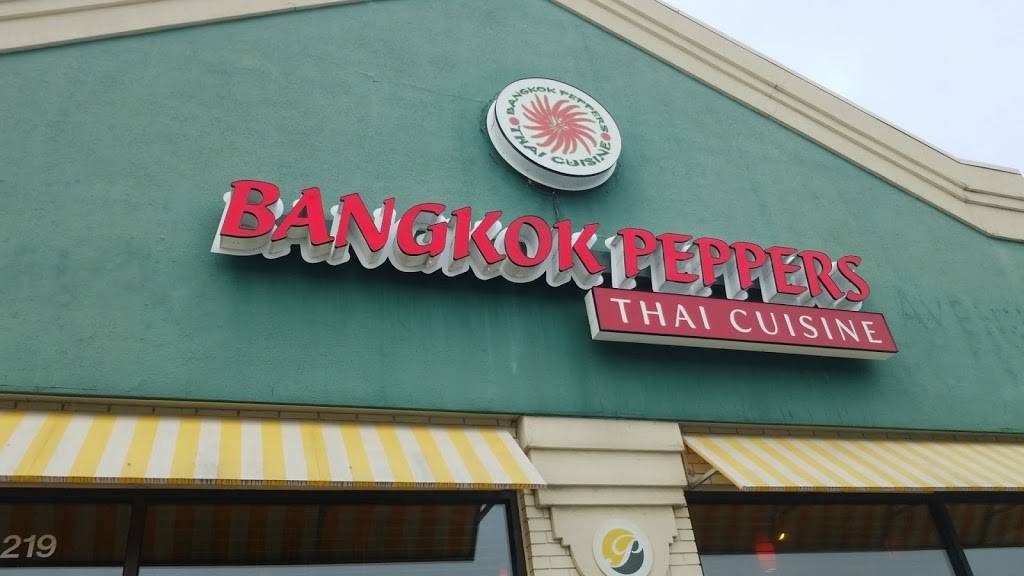 BANGKOK PEPPERS
THAI CUISINE
BANGKOK PEPPERS
THAI CUISINE
219